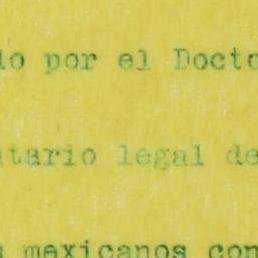 do por el Docto
tario legal de
s mexicanos con